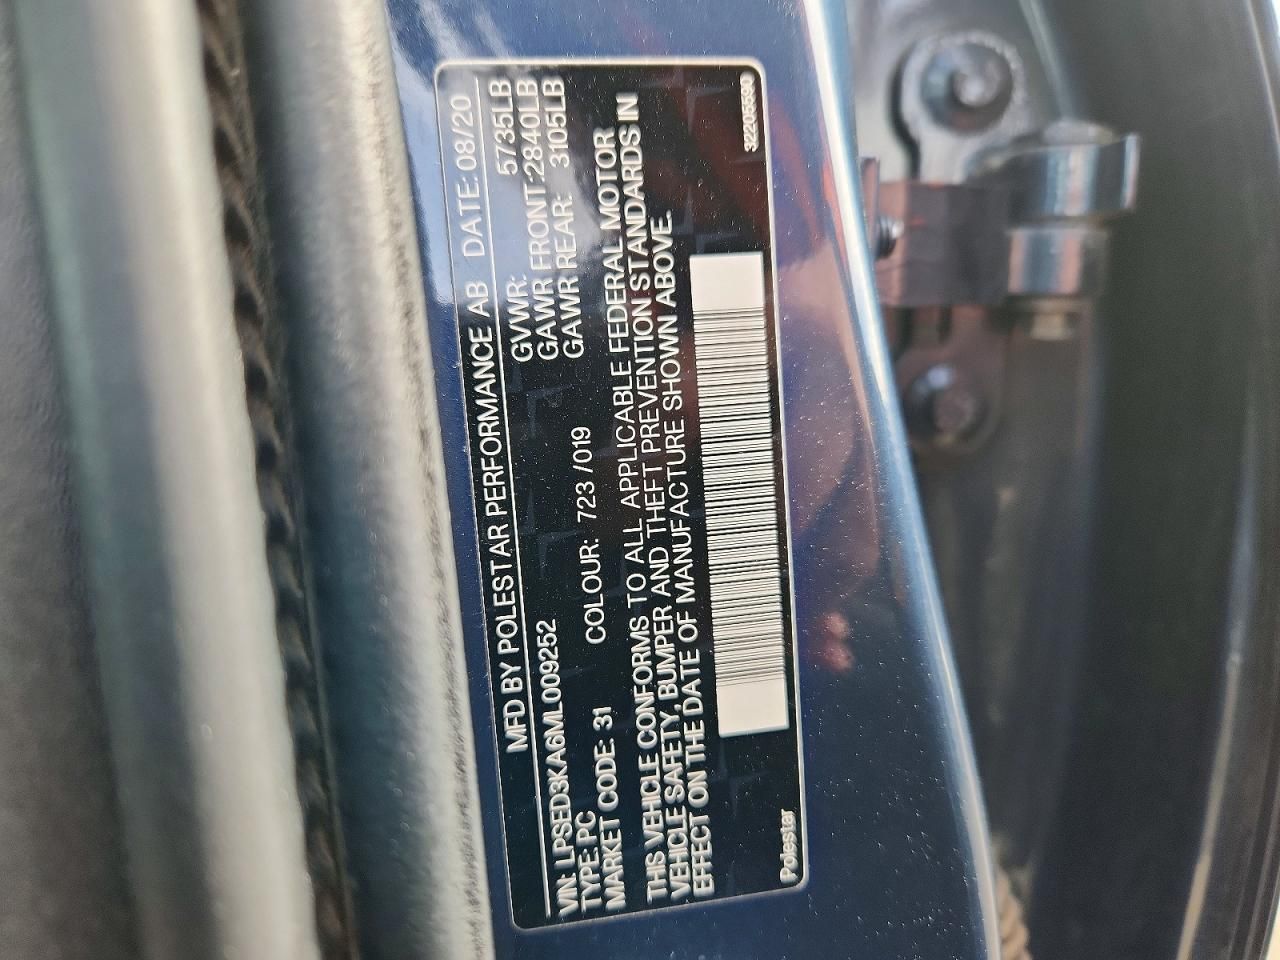 MFD BY POLESTAR PERFORMANCE AB DATE: 08/20
VIN: LPSED3KA6ML009252 GVWR: 5735LB
TYPE: PC GAWR FRONT: 2840LB
MARKET CODE: 31 COLOUR: 723 /019 GAWR REAR: 3105LB
THIS VEHICLE CONFORMS TO ALL APPLICABLE FEDERAL MOTOR
VEHICLE SAFETY, BUMPER AND THEFT PREVENTION STANDARDS IN
EFFECT ON THE DATE OF MANUFACTURE SHOWN ABOVE.
Polestar 32205590